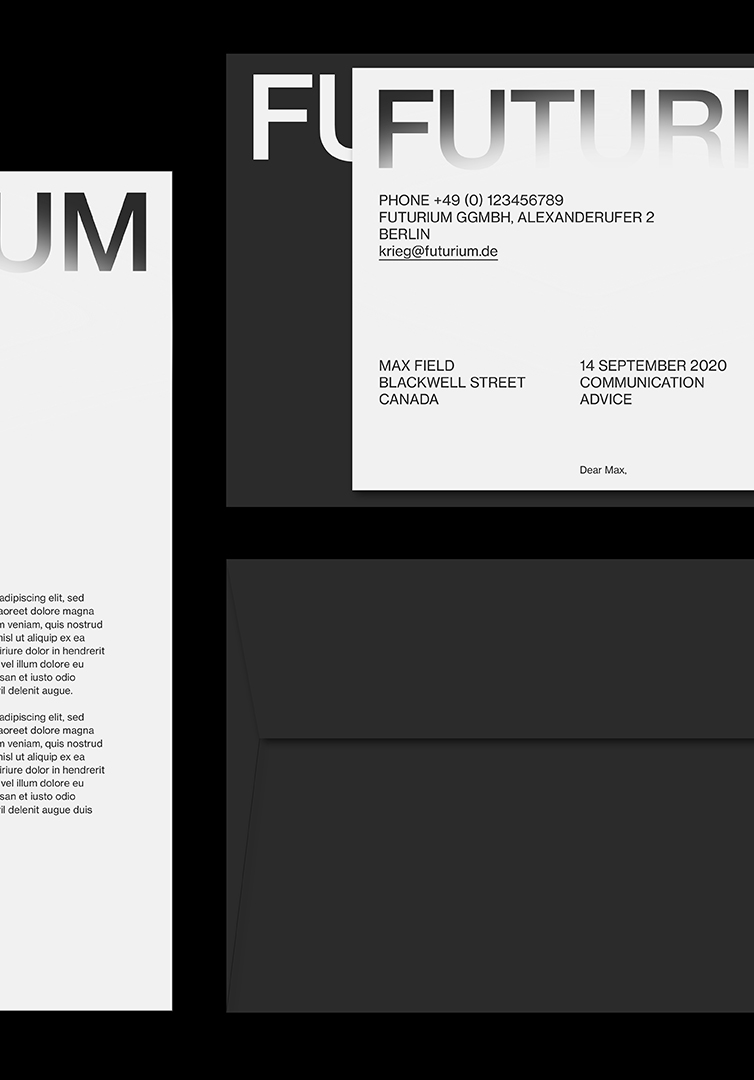 UM
adipiscing elit, sed
aoreet dolore magna
m veniam, quis nostrud
nisl ut aliquip ex ea
iriure dolor in hendrerit
vel illum dolore eu
san et iusto odio
il delenit augue.
adipiscing elit, sed
aoreet dolore magna
m veniam, quis nostrud
nisl ut aliquip ex ea
iriure dolor in hendrerit
vel illum dolore eu
san et iusto odio
il delenit augue duis
FU
FUTURI
PHONE +49 (0) 123456789
FUTURIUM GGMBH, ALEXANDERUFER 2
BERLIN
krieg@futurium.de
MAX FIELD
BLACKWELL STREET
CANADA
14 SEPTEMBER 2020
COMMUNICATION
ADVICE
Dear Max,